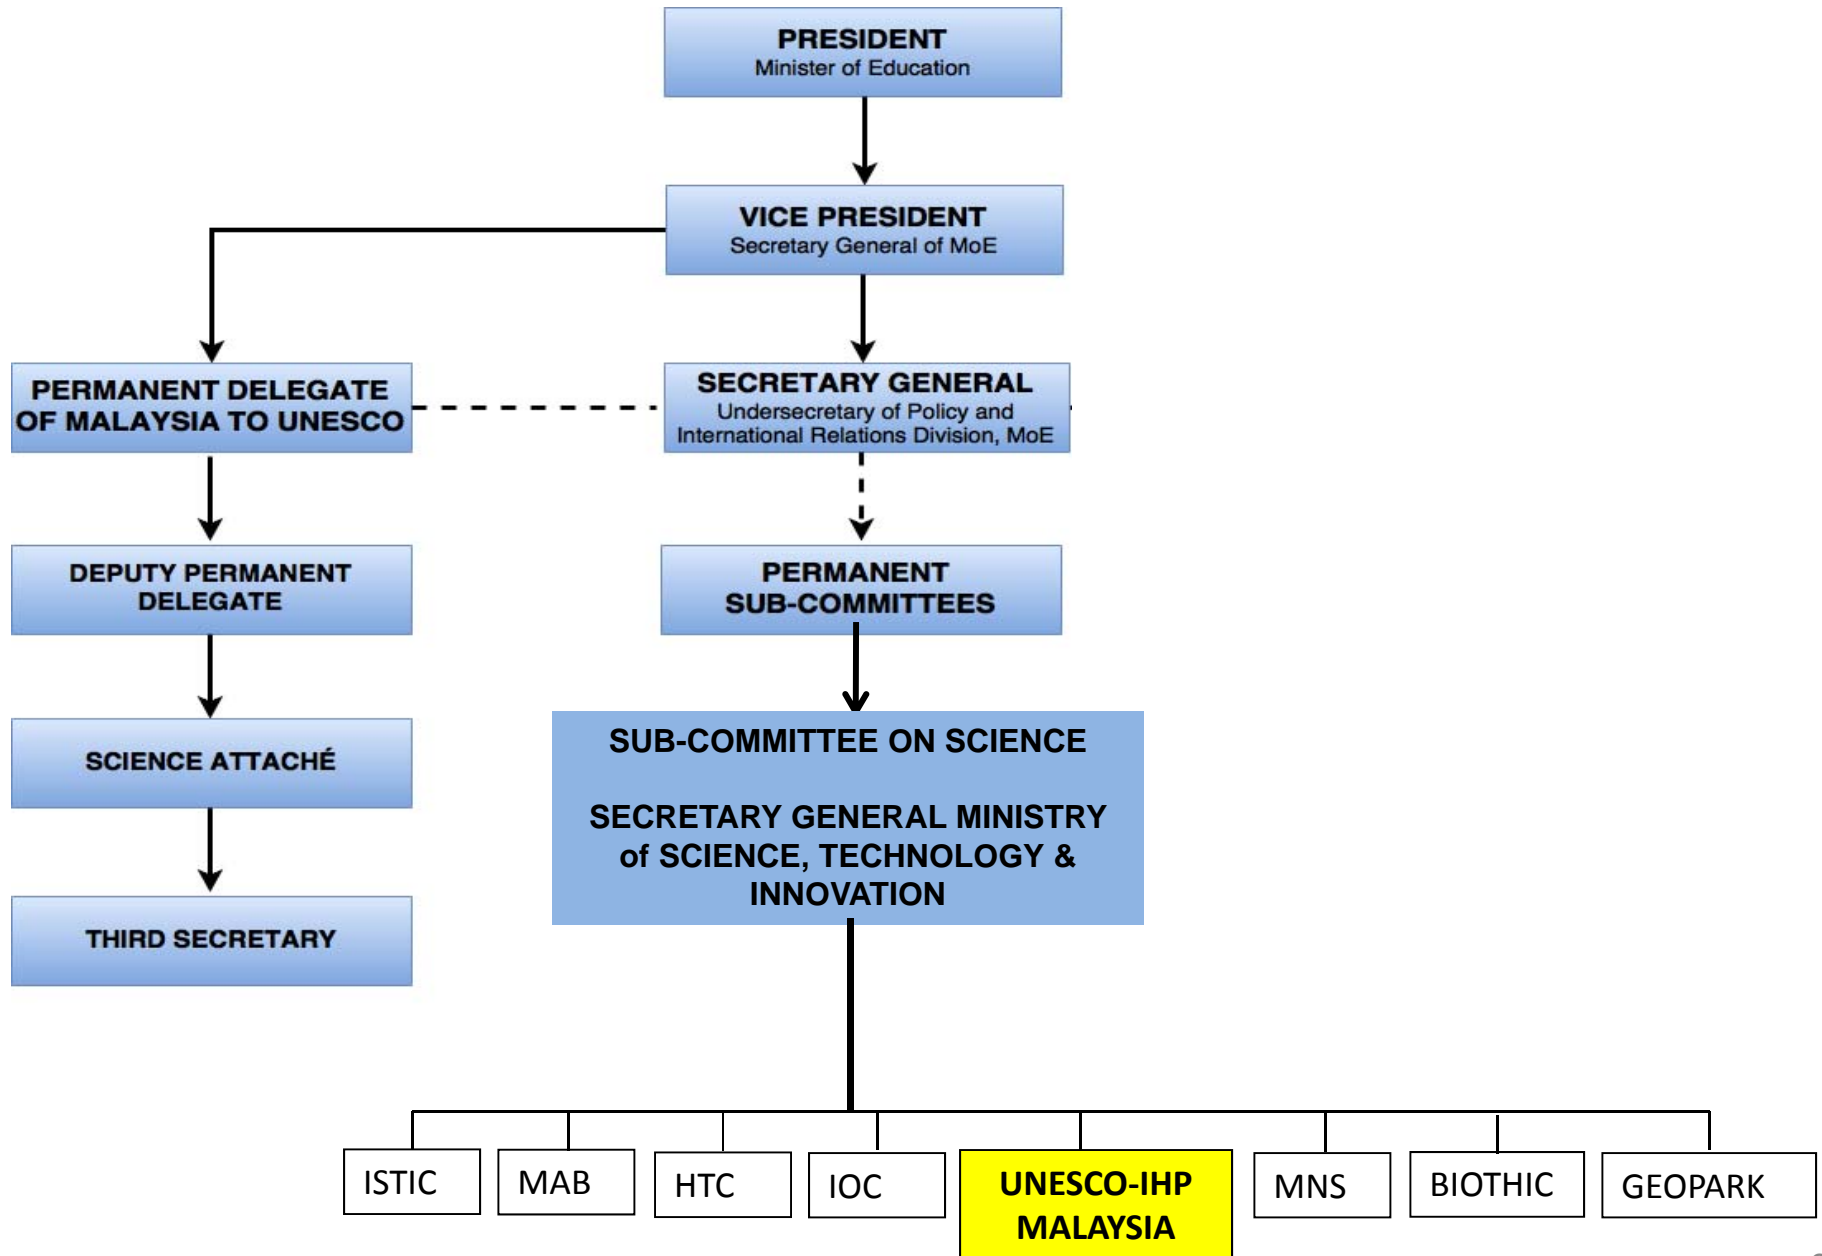 PRESIDENT
Minister of Education
VICE PRESIDENT
Secretary General of MoE
PERMANENT DELEGATE
OF MALAYSIA TO UNESCO
SECRETARY GENERAL
Undersecretary of Policy and
International Relations Division, MoE
DEPUTY PERMANENT
DELEGATE
PERMANENT
SUB-COMMITTEES
SCIENCE ATTACHÉ
SUB-COMMITTEE ON SCIENCE
SECRETARY GENERAL MINISTRY
of SCIENCE, TECHNOLOGY &
INNOVATION
THIRD SECRETARY
ISTIC
MAB
HTC
IOC
UNESCO-IHP
MALAYSIA
MNS
BIOTHIC
GEOPARK